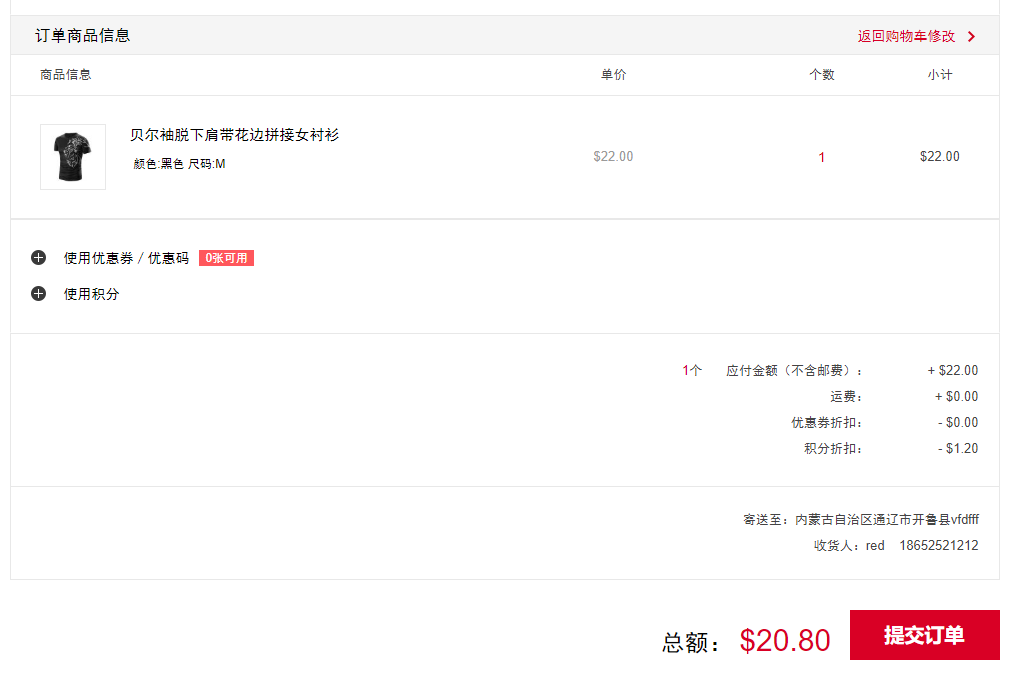 订单商品信息 返回购物车修改
商品信息 单价 个数 小计
贝尔袖脱下肩带花边拼接女衬衫
颜色:黑色 尺码:M
$22.00 1 $22.00
使用优惠券 / 优惠码 0张可用
使用积分
1个 应付金额（不含邮费）： + $22.00
运费： + $0.00
优惠券折扣： - $0.00
积分折扣： - $1.20
寄送至：内蒙古自治区通辽市开鲁县vfdfff
收货人：red 18652521212
总额： $20.80 提交订单